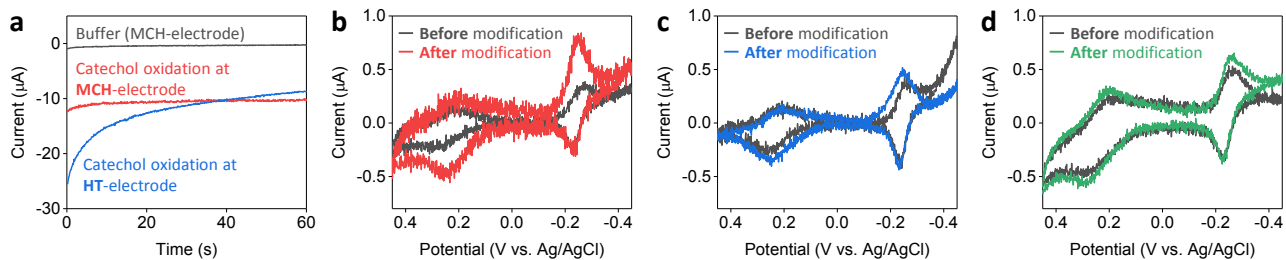 a
Buffer (MCH-electrode)
Catechol oxidation at
MCH-electrode
Catechol oxidation at
HT-electrode
0
-10
-20
-30
Current (µA)
0
20
40
60
Time (s)
b
Before modification
After modification
1.0
0.5
0.0
-0.5
Current (µA)
0.4
0.2
0.0
-0.2
-0.4
Potential (V vs. Ag/AgCl)
c
Before modification
After modification
1.0
0.5
0.0
-0.5
Current (µA)
0.4
0.2
0.0
-0.2
-0.4
Potential (V vs. Ag/AgCl)
d
Before modification
After modification
1.0
0.5
0.0
-0.5
Current (µA)
0.4
0.2
0.0
-0.2
-0.4
Potential (V vs. Ag/AgCl)